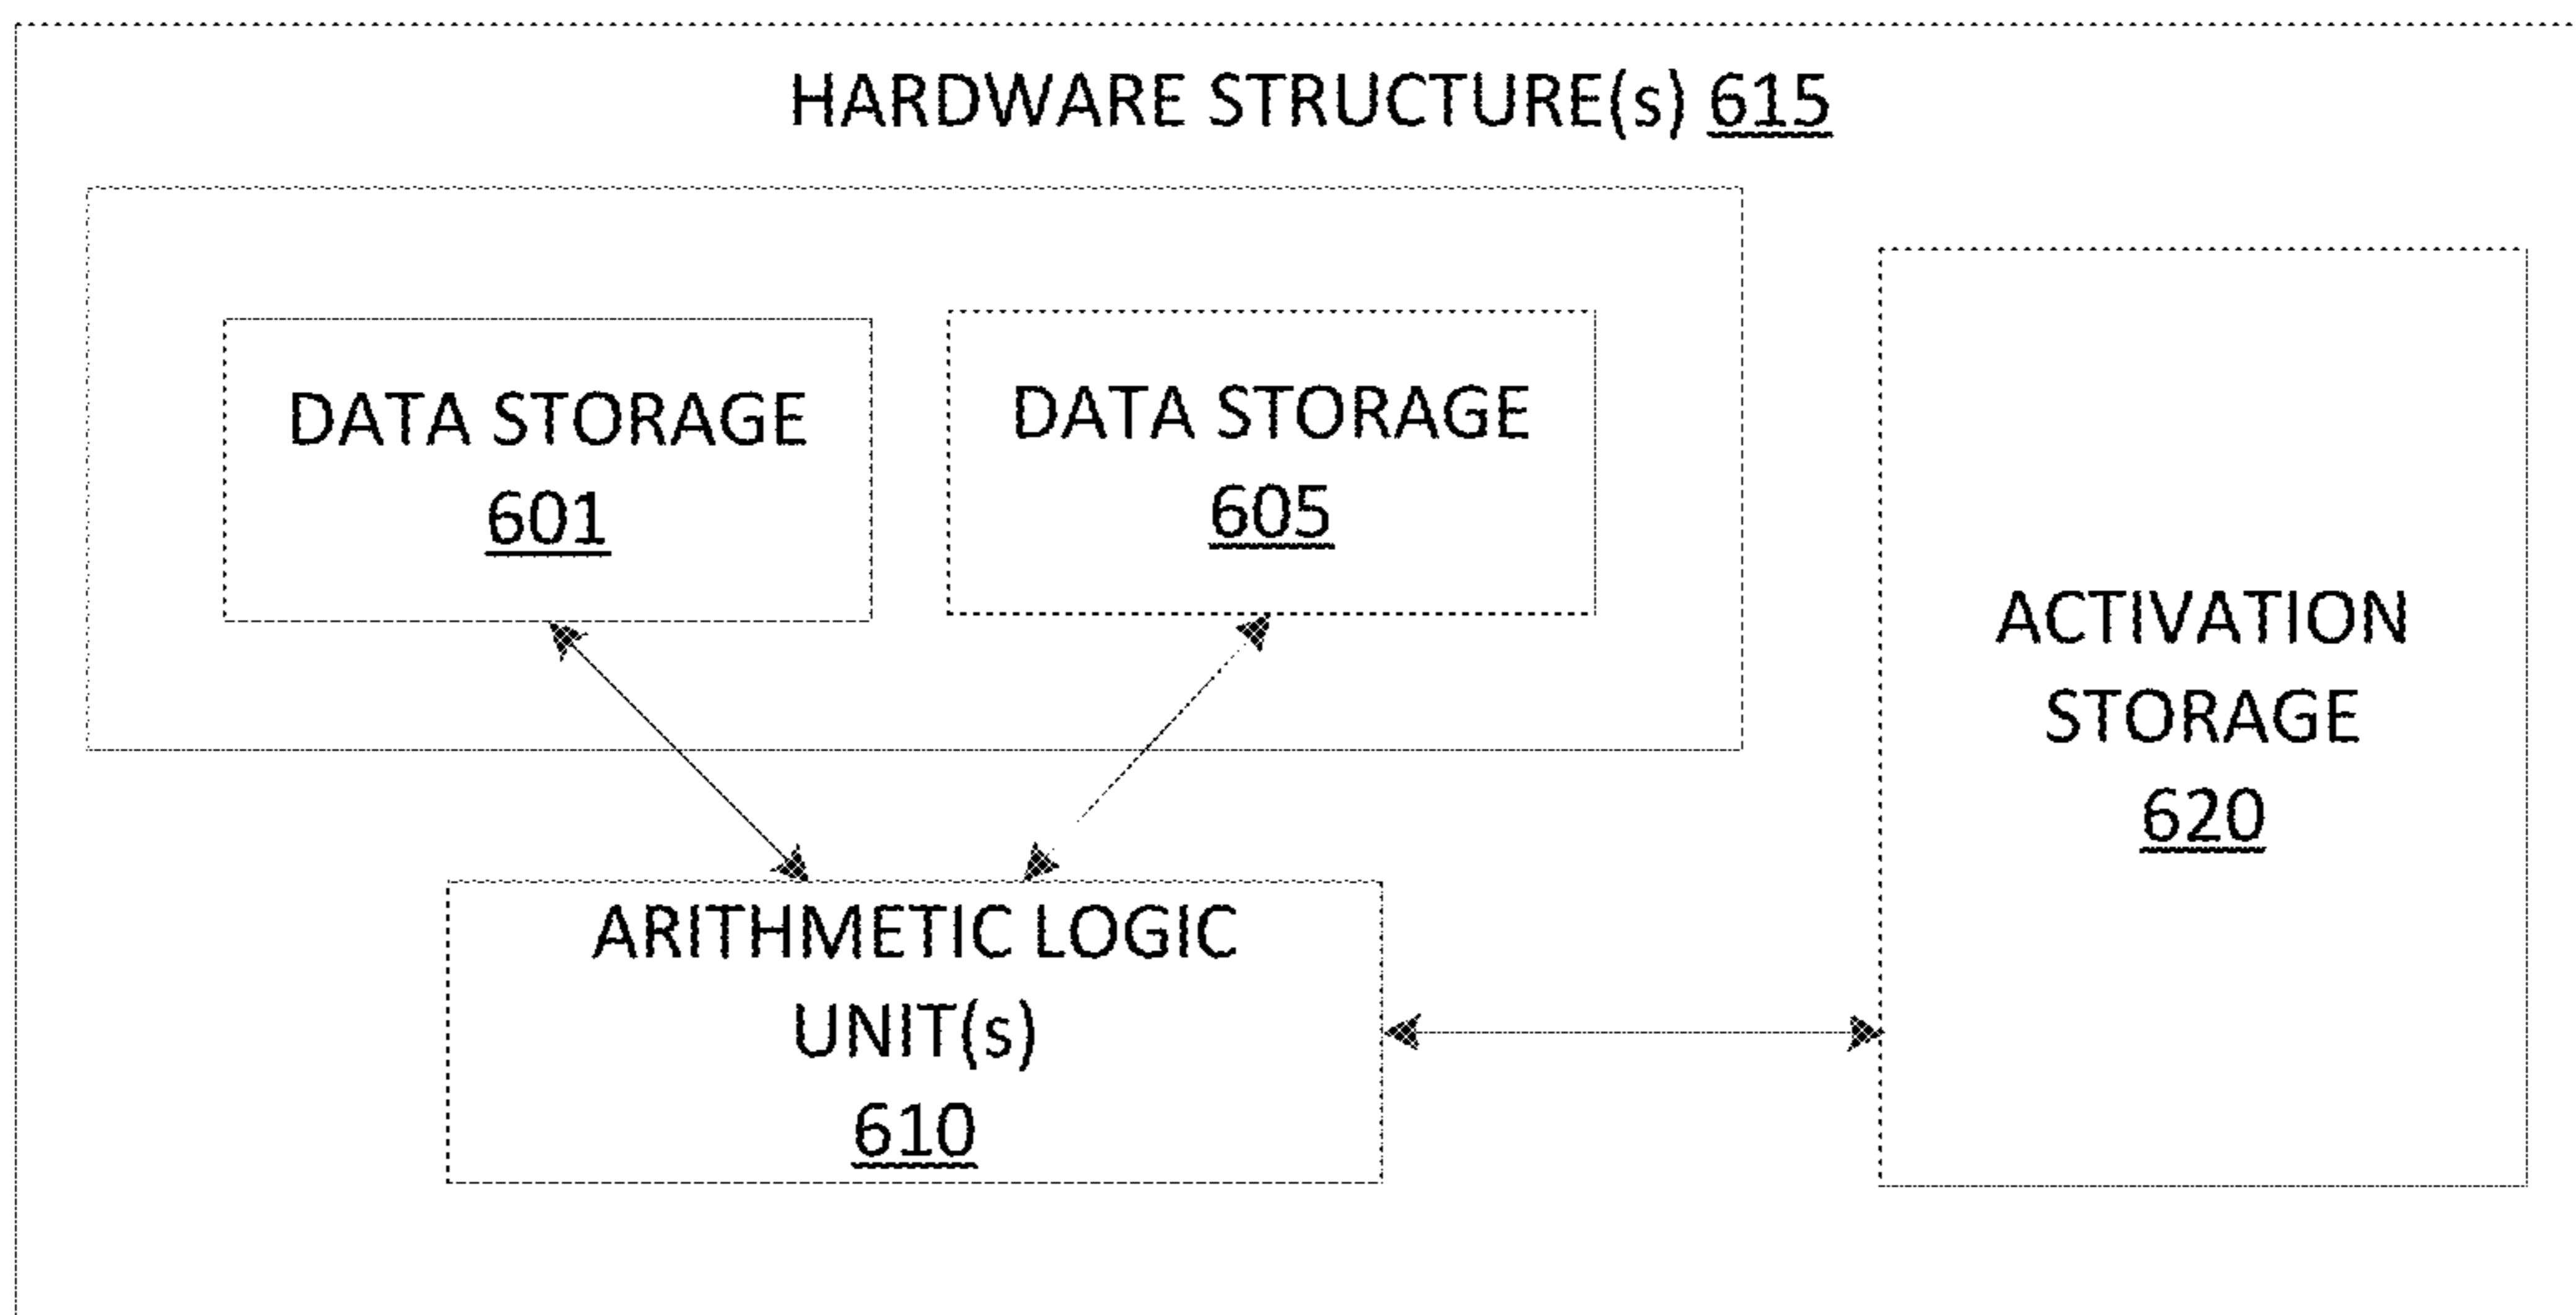 HARDWARE STRUCTURE(s) 615
DATA STORAGE
601
DATA STORAGE
605
ACTIVATION
STORAGE
620
ARITHMETIC LOGIC
UNIT(s)
610